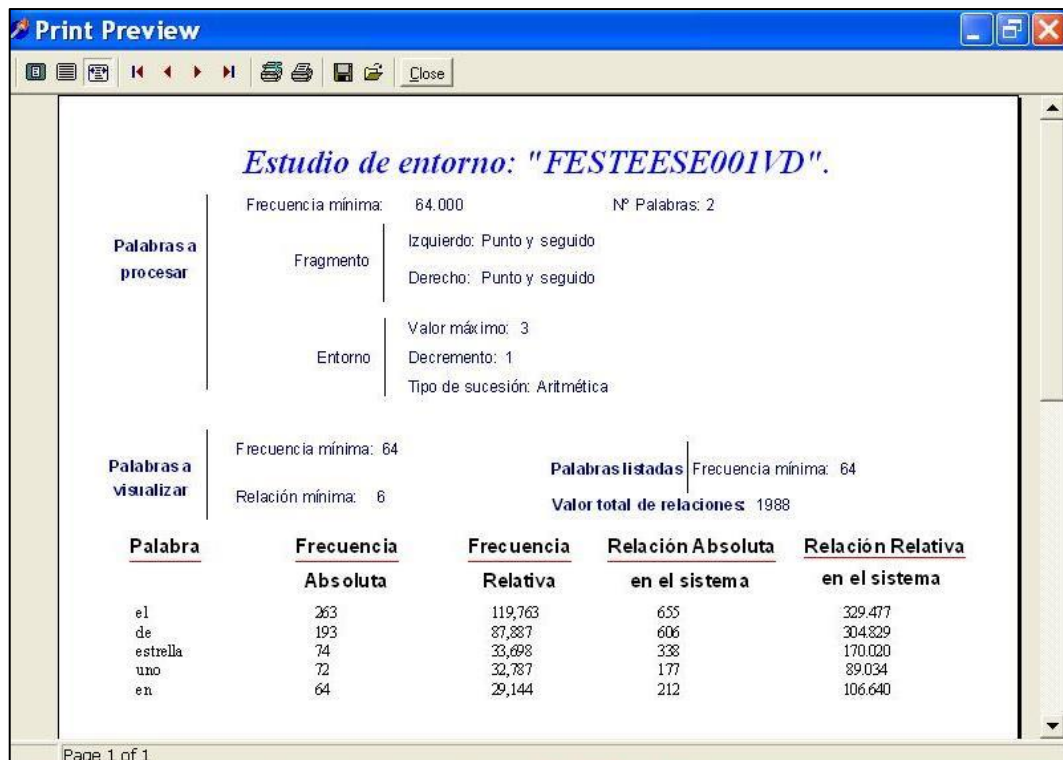 Print Preview
Close
Estudio de entorno: "FESTEESE001VD".
Frecuencia mínima: 64.000 Nº Palabras: 2
Palabras a procesar
Fragmento
Izquierdo: Punto y seguido
Derecho: Punto y seguido
Entorno
Valor máximo: 3
Decremento: 1
Tipo de sucesión: Aritmética
Palabras a visualizar
Frecuencia mínima: 64
Relación mínima: 6
Palabras listadas Frecuencia mínima: 64
Valor total de relaciones: 1988
Palabra Frecuencia Absoluta Frecuencia Relativa Relación Absoluta en el sistema Relación Relativa en el sistema
el 263 119,763 655 329.477
de 193 87,887 606 304.829
estrella 74 33,698 338 170.020
uno 72 32,787 177 89.034
en 64 29,144 212 106.640
Page 1 of 1